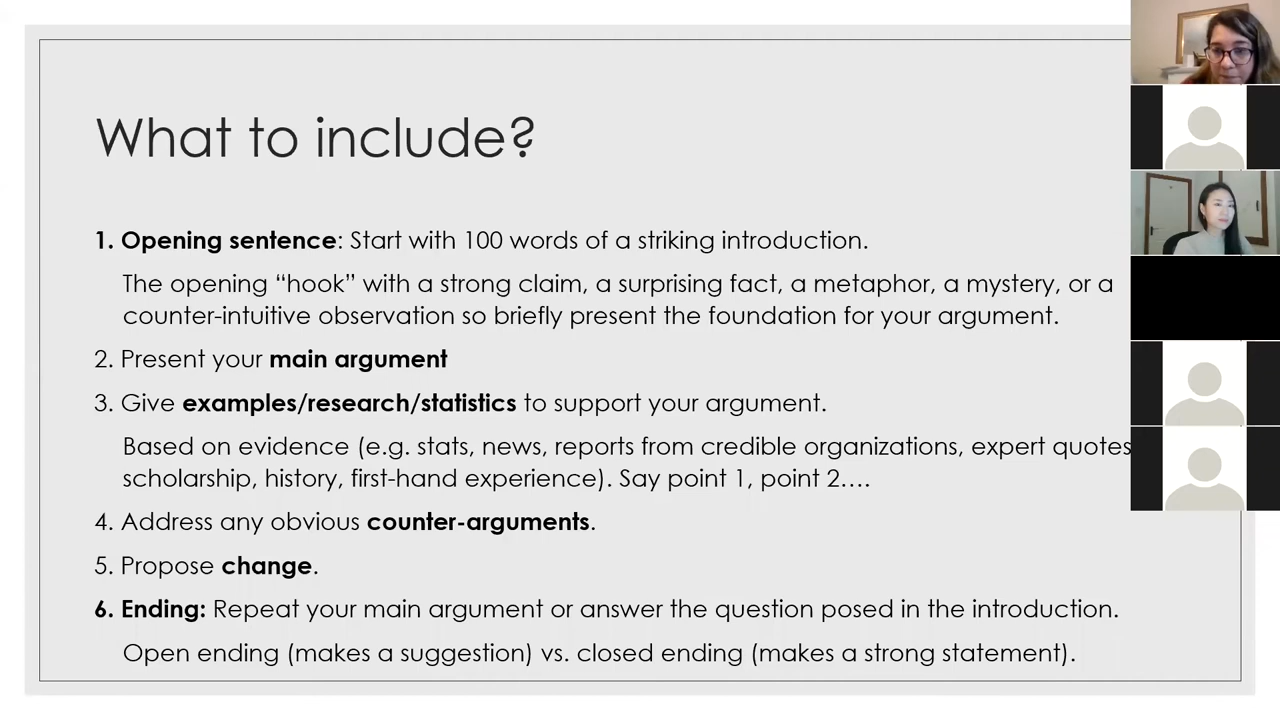 What to include?
1. Opening sentence: Start with 100 words of a striking introduction.
The opening “hook” with a strong claim, a surprising fact, a metaphor, a mystery, or a
counter-intuitive observation so briefly present the foundation for your argument.
2. Present your main argument
3. Give examples/research/statistics to support your argument.
Based on evidence (e.g. stats, news, reports from credible organizations, expert quotes
scholarship, history, first-hand experience). Say point 1, point 2….
4. Address any obvious counter-arguments.
5. Propose change.
6. Ending: Repeat your main argument or answer the question posed in the introduction.
Open ending (makes a suggestion) vs. closed ending (makes a strong statement).